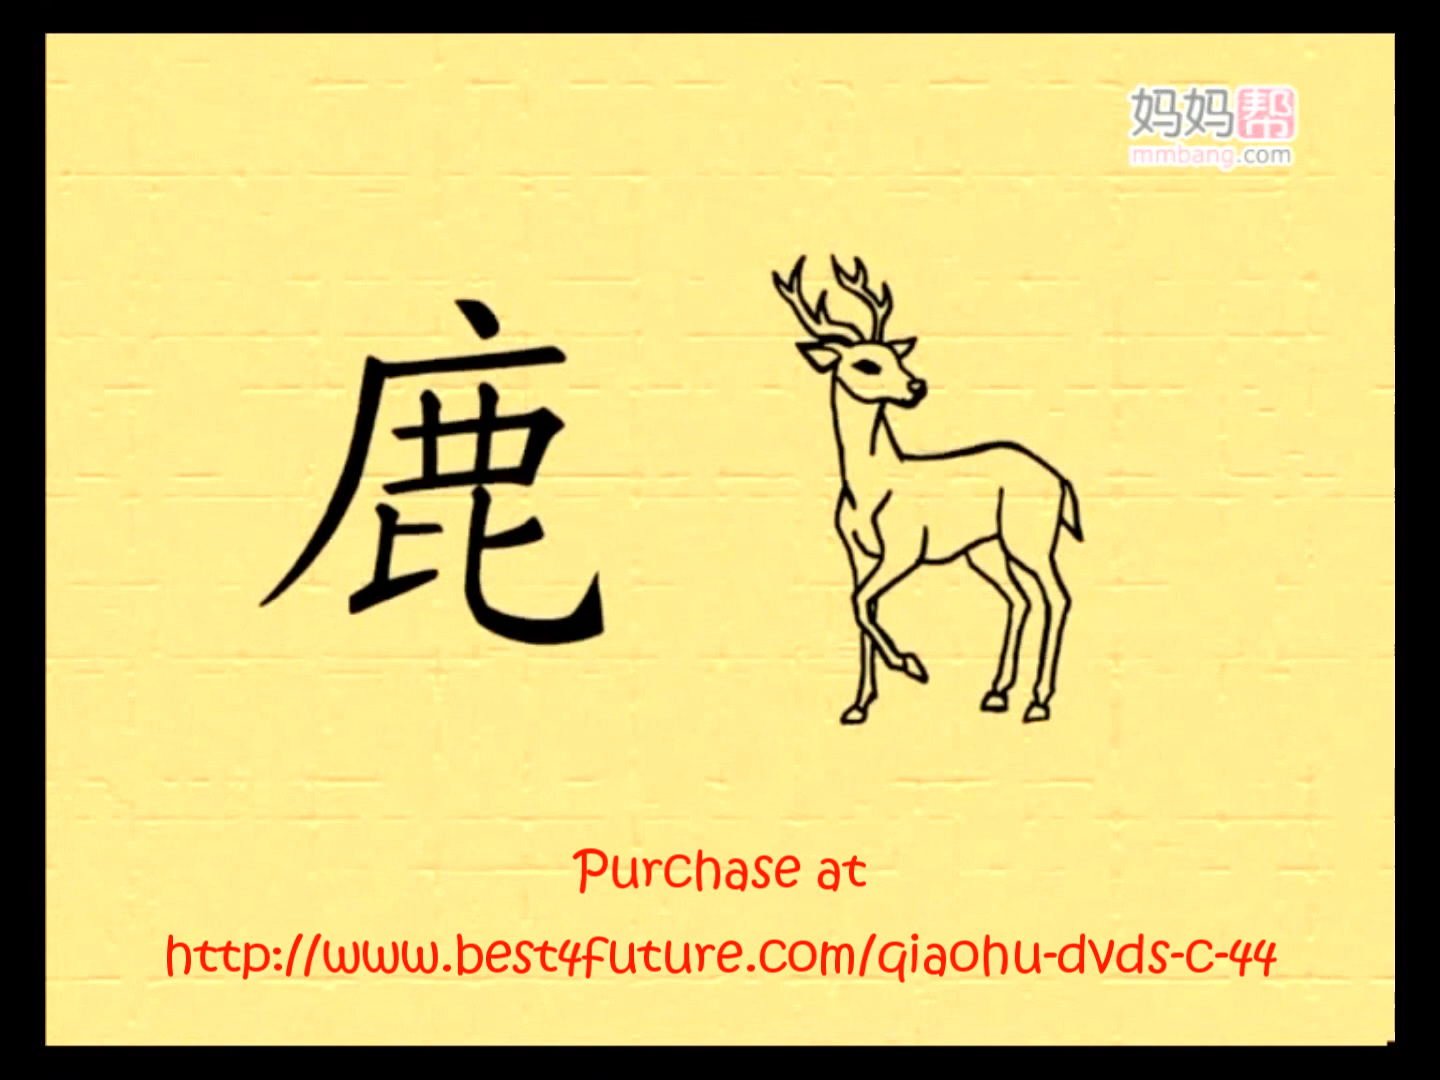 妈妈帮
mmbang.com
鹿
Purchase at
http://www.best4future.com/qiaohu-dvds-c-44